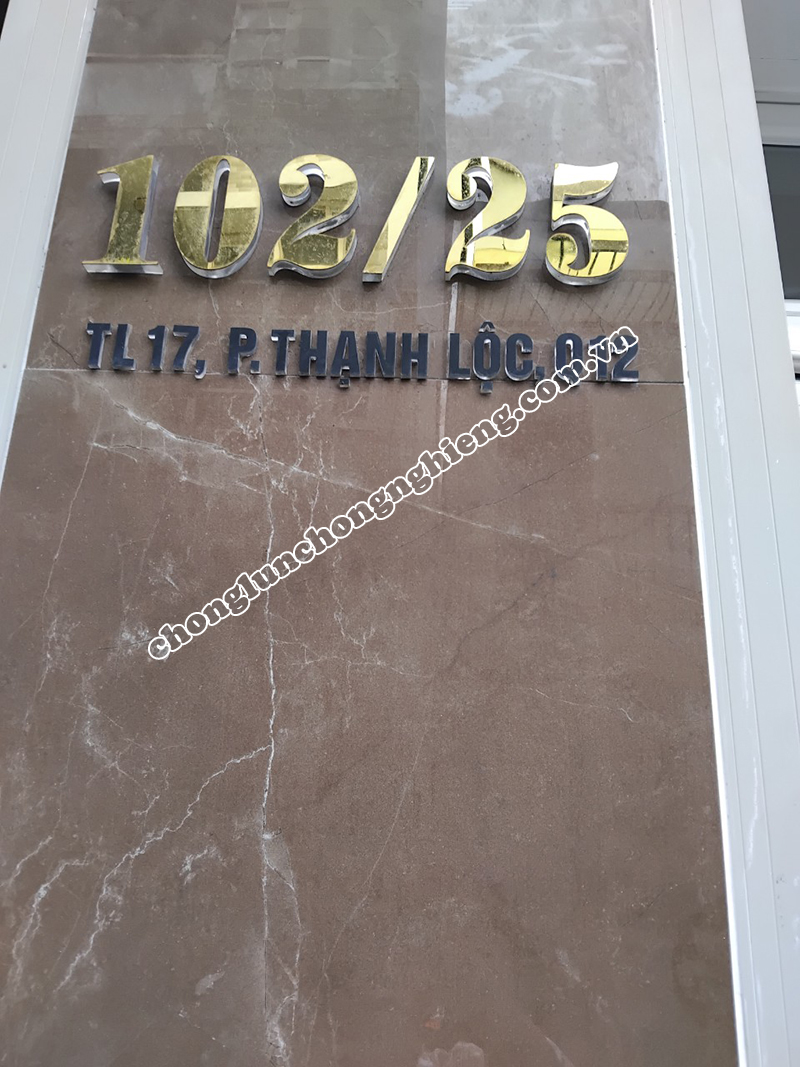 102/25
TL 17, P. THẠNH LỘC, Q12
chonglunchongnghieng.com.vn